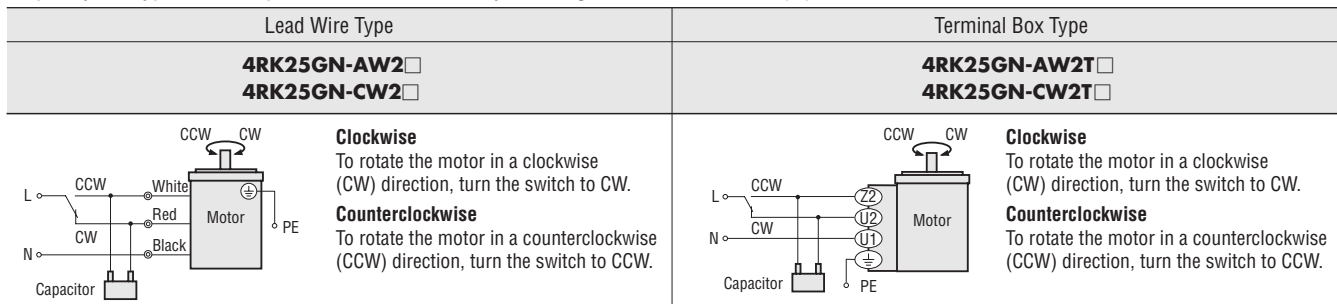 Lead Wire Type
Terminal Box Type
4RK25GN-AW2□
4RK25GN-CW2□
4RK25GN-AW2T□
4RK25GN-CW2T□
CCW CW
L
CCW
White
Red
Motor
PE
CW
N
Black
Capacitor
Clockwise
To rotate the motor in a clockwise
(CW) direction, turn the switch to CW.
Counterclockwise
To rotate the motor in a counterclockwise
(CCW) direction, turn the switch to CCW.
CCW CW
L
CCW
Z2
U2
Motor
N
CW
U1
Capacitor
PE
Clockwise
To rotate the motor in a clockwise
(CW) direction, turn the switch to CW.
Counterclockwise
To rotate the motor in a counterclockwise
(CCW) direction, turn the switch to CCW.